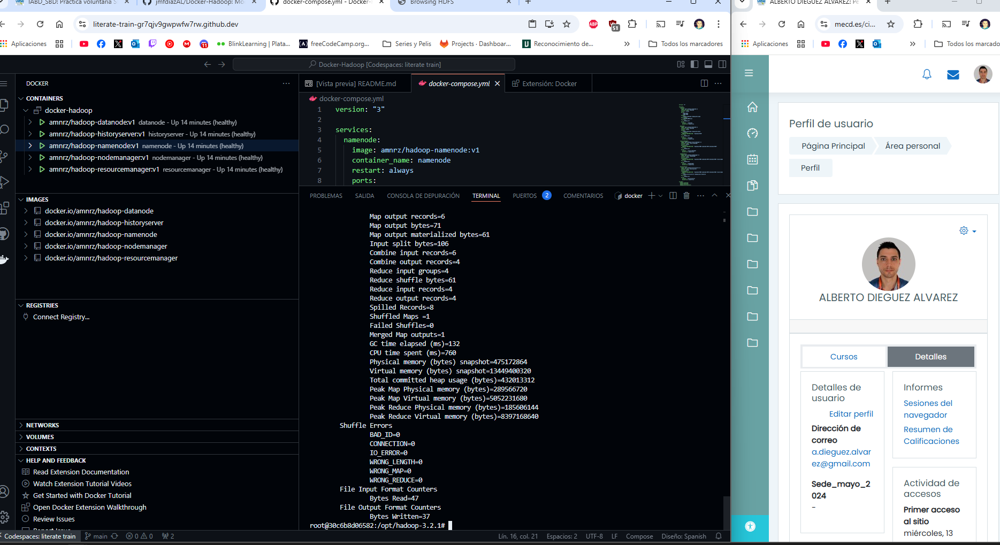 IABD_SBD: Práctica voluntaria S
jmfdiazAL/Docker-Hadoop: Mo
docker-compose.yml - Docker-
Browsing HDFS
literate-train-gr7qjv9gwpwfw7rw.github.dev
ABP
51
Aplicaciones
11
BlinkLearning | Plata...
freeCodeCamp.org...
Series y Pelis
Projects · Dashboar...
Reconocimiento de...
»
Todos los marcadores
Docker-Hadoop [Codespaces: literate train]
DOCKER
CONTAINERS
docker-hadoop
amnrz/hadoop-datanode:v1 datanode - Up 14 minutes (healthy)
amnrz/hadoop-historyserver:v1 historyserver - Up 14 minutes (healthy)
amnrz/hadoop-namenode:v1 namenode - Up 14 minutes (healthy)
amnrz/hadoop-nodemanager:v1 nodemanager - Up 14 minutes (healthy)
amnrz/hadoop-resourcemanager:v1 resourcemanager - Up 14 minutes (healthy)
IMAGES
docker.io/amnrz/hadoop-datanode
docker.io/amnrz/hadoop-historyserver
docker.io/amnrz/hadoop-namenode
docker.io/amnrz/hadoop-nodemanager
docker.io/amnrz/hadoop-resourcemanager
REGISTRIES
Connect Registry...
NETWORKS
VOLUMES
CONTEXTS
HELP AND FEEDBACK
Read Extension Documentation
Watch Extension Tutorial Videos
Get Started with Docker Tutorial
Open Docker Extension Walkthrough
Review Issues
Report Issue
[Vista previa] README.md
docker-compose.yml
Extensión: Docker
docker-compose.yml
1 version: "3"
2
3 services:
4 namenode:
5 image: amnrz/hadoop-namenode:v1
6 container_name: namenode
7 restart: always
8 ports:
PROBLEMAS
SALIDA
CONSOLA DE DEPURACIÓN
TERMINAL
PUERTOS 2
COMENTARIOS
docker
Map output records=6
Map output bytes=71
Map output materialized bytes=61
Input split bytes=106
Combine input records=6
Combine output records=4
Reduce input groups=4
Reduce shuffle bytes=61
Reduce input records=4
Reduce output records=4
Spilled Records=8
Shuffled Maps =1
Failed Shuffles=0
Merged Map outputs=1
GC time elapsed (ms)=132
CPU time spent (ms)=760
Physical memory (bytes) snapshot=475172864
Virtual memory (bytes) snapshot=13449400320
Total committed heap usage (bytes)=432013312
Peak Map Physical memory (bytes)=289566720
Peak Map Virtual memory (bytes)=5052231680
Peak Reduce Physical memory (bytes)=185606144
Peak Reduce Virtual memory (bytes)=8397168640
Shuffle Errors
BAD_ID=0
CONNECTION=0
IO_ERROR=0
WRONG_LENGTH=0
WRONG_MAP=0
WRONG_REDUCE=0
File Input Format Counters
Bytes Read=47
File Output Format Counters
Bytes Written=37
root@30c6b8d06582:/opt/hadoop-3.2.1#
Codespaces: literate train
main
0 0
2
Lín. 16, col. 21
Espacios: 2
UTF-8
LF
Compose
Diseño: Spanish
ALBERTO DIEGUEZ ALVAREZ: Pe
mecd.es/ci...
Aplicaciones
»
Todos los marcado
Perfil de usuario
Página Principal
Área personal
Perfil
ALBERTO DIEGUEZ ALVAREZ
Cursos
Detalles
Detalles de
usuario
Editar perfil
Dirección de
correo
a.dieguez.alvar
ez@gmail.com
Sede_mayo_2
024
-
Informes
Sesiones del
navegador
Resumen de
Calificaciones
Actividad de
accesos
Primer acceso
al sitio
miércoles, 13